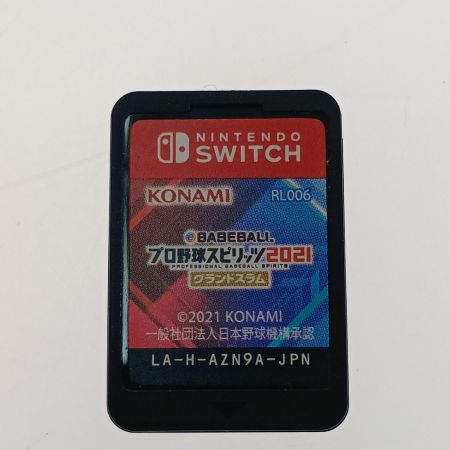 NINTENDO
SWITCH
KONAMI
RL006
eBASEBALL
プロ野球スピリッツ2021
PROFESSIONAL BASEBALL SPIRITS
グランドスラム
©2021 KONAMI
一般社団法人日本野球機構承認
LA-H-AZN9A-JPN